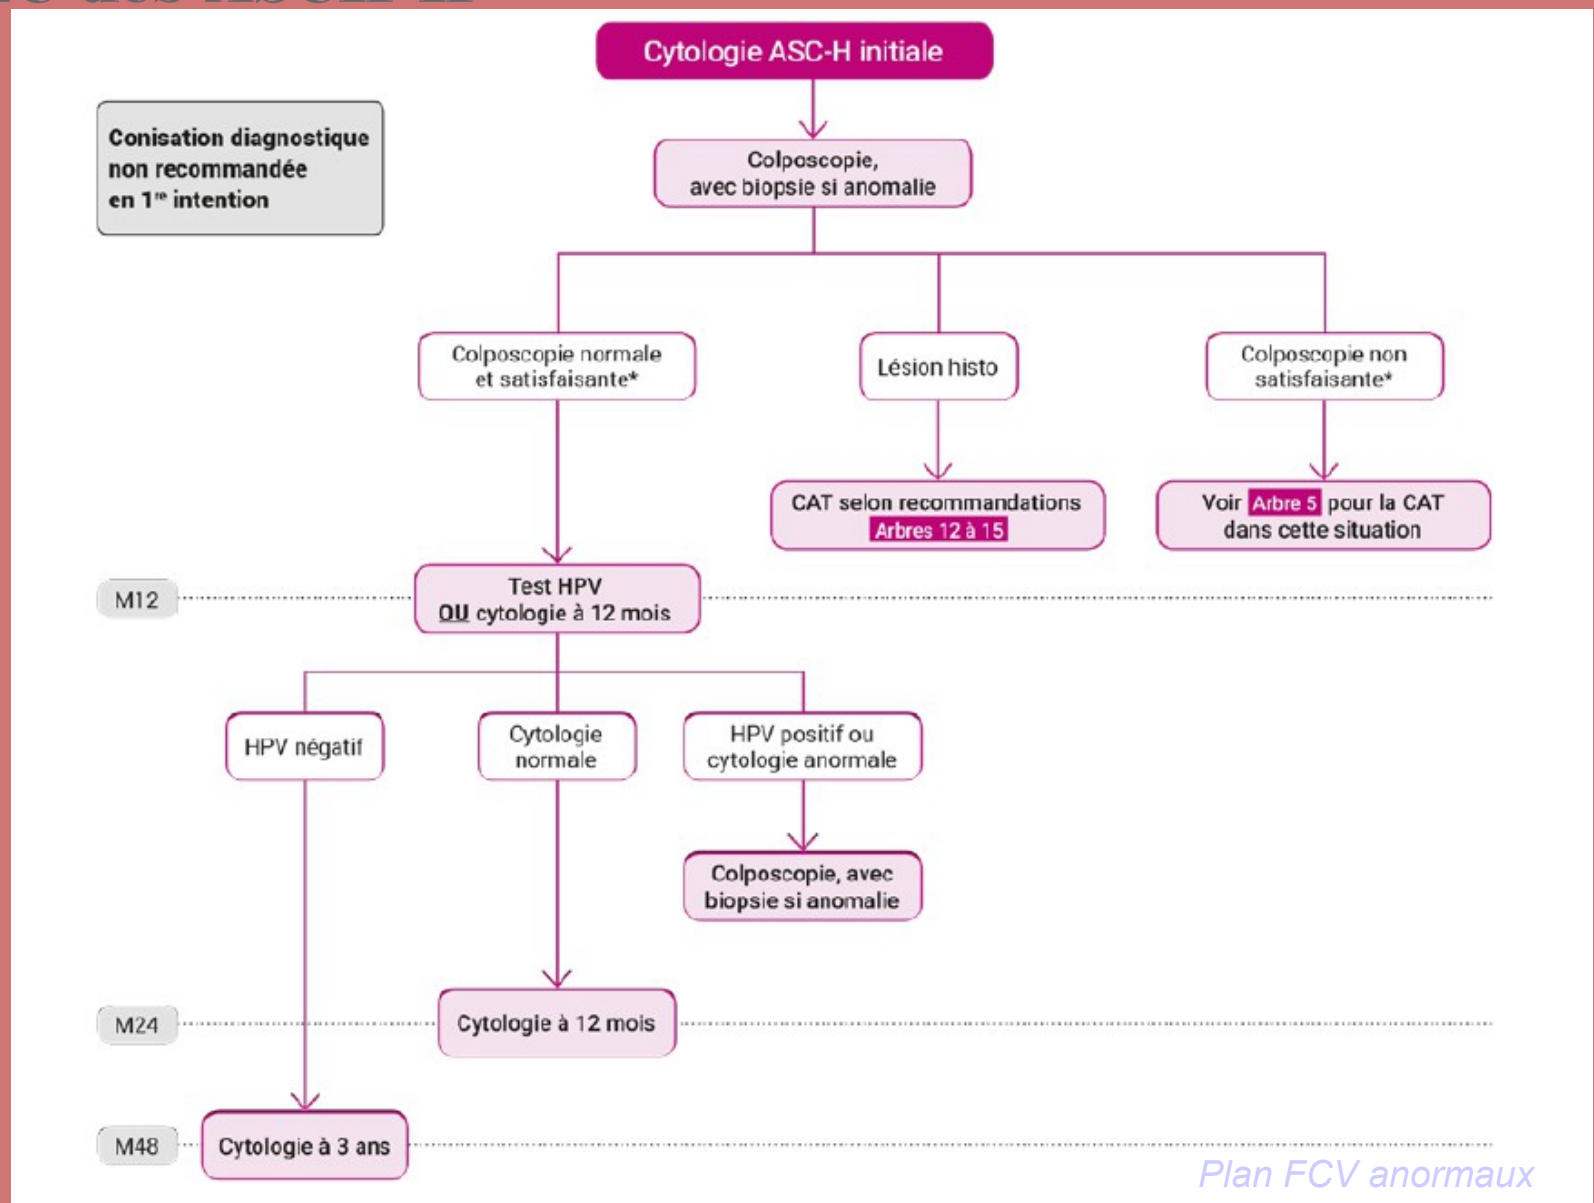 Cytologie ASC-H initiale
Conisation diagnostique
non recommandée
en 1re intention
Colposcopie,
avec biopsie si anomalie
Colposcopie normale
et satisfaisante*
Lésion histo
Colposcopie non
satisfaisante*
CAT selon recommandations
Arbres 12 à 15
Voir Arbre 5 pour la CAT
dans cette situation
M12
Test HPV
OU cytologie à 12 mois
HPV négatif
Cytologie
normale
HPV positif ou
cytologie anormale
Colposcopie, avec
biopsie si anomalie
M24
Cytologie à 12 mois
M48
Cytologie à 3 ans
Plan FCV anormaux